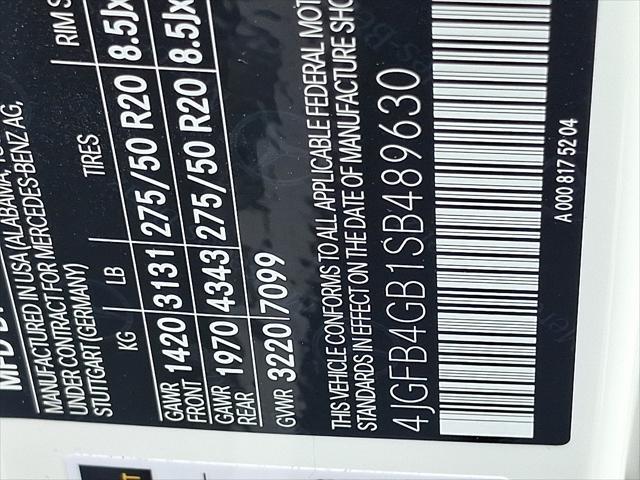 MFD B
MANUFACTURED IN USA (ALABAMA,
UNDER CONTRACT FOR MERCEDES-BENZ AG,
STUTTGART (GERMANY)
KG LB TIRES RIM S
GAWR FRONT 1420 3131 275/50 R20 8.5Jx
GAWR REAR 1970 4343 275/50 R20 8.5Jx
GVWR 3220 7099
THIS VEHICLE CONFORMS TO ALL APPLICABLE FEDERAL MOT
STANDARDS IN EFFECT ON THE DATE OF MANUFACTURE SHO
4JGFB4GB1SB489630
A 000 817 52 04